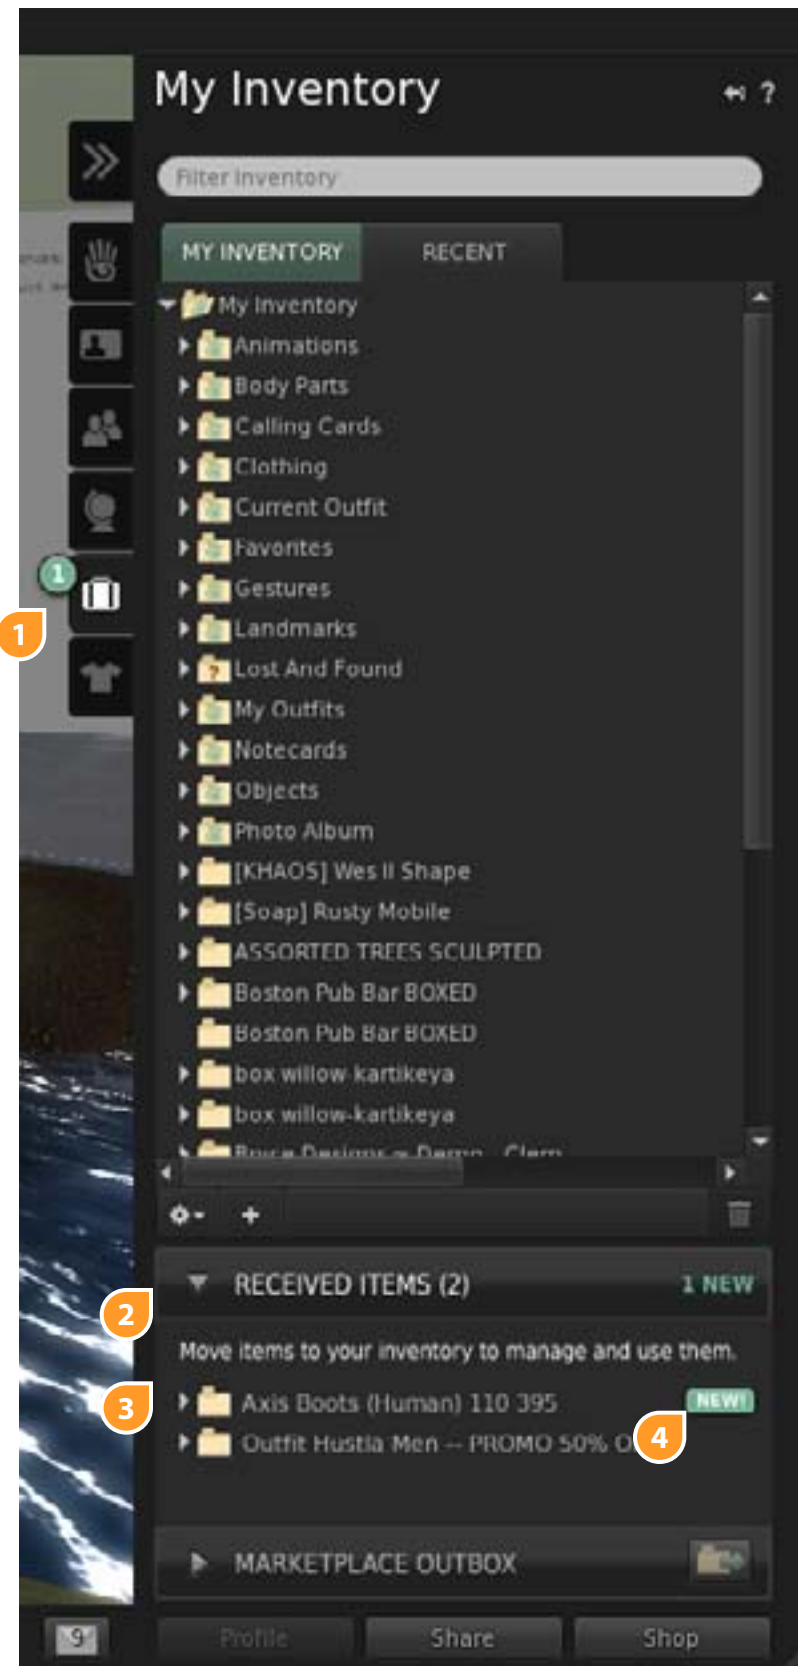 My Inventory
?
Filter Inventory
MY INVENTORY
RECENT
My Inventory
Animations
Body Parts
Calling Cards
Clothing
Current Outfit
Favorites
1
Gestures
1
Landmarks
? Lost And Found
My Outfits
Notecards
Objects
Photo Album
[KHAOS] Wes II Shape
[Soap] Rusty Mobile
ASSORTED TREES SCULPTED
Boston Pub Bar BOXED
Boston Pub Bar BOXED
box willow-kartikeya
box willow-kartikeya
RECEIVED ITEMS (2)
1 NEW
2
Move items to your inventory to manage and use them.
3
Axis Boots (Human) 110 395
NEW!
4
Outfit Hustla Men -- PROMO 50%
MARKETPLACE OUTBOX
9
Profile
Share
Shop